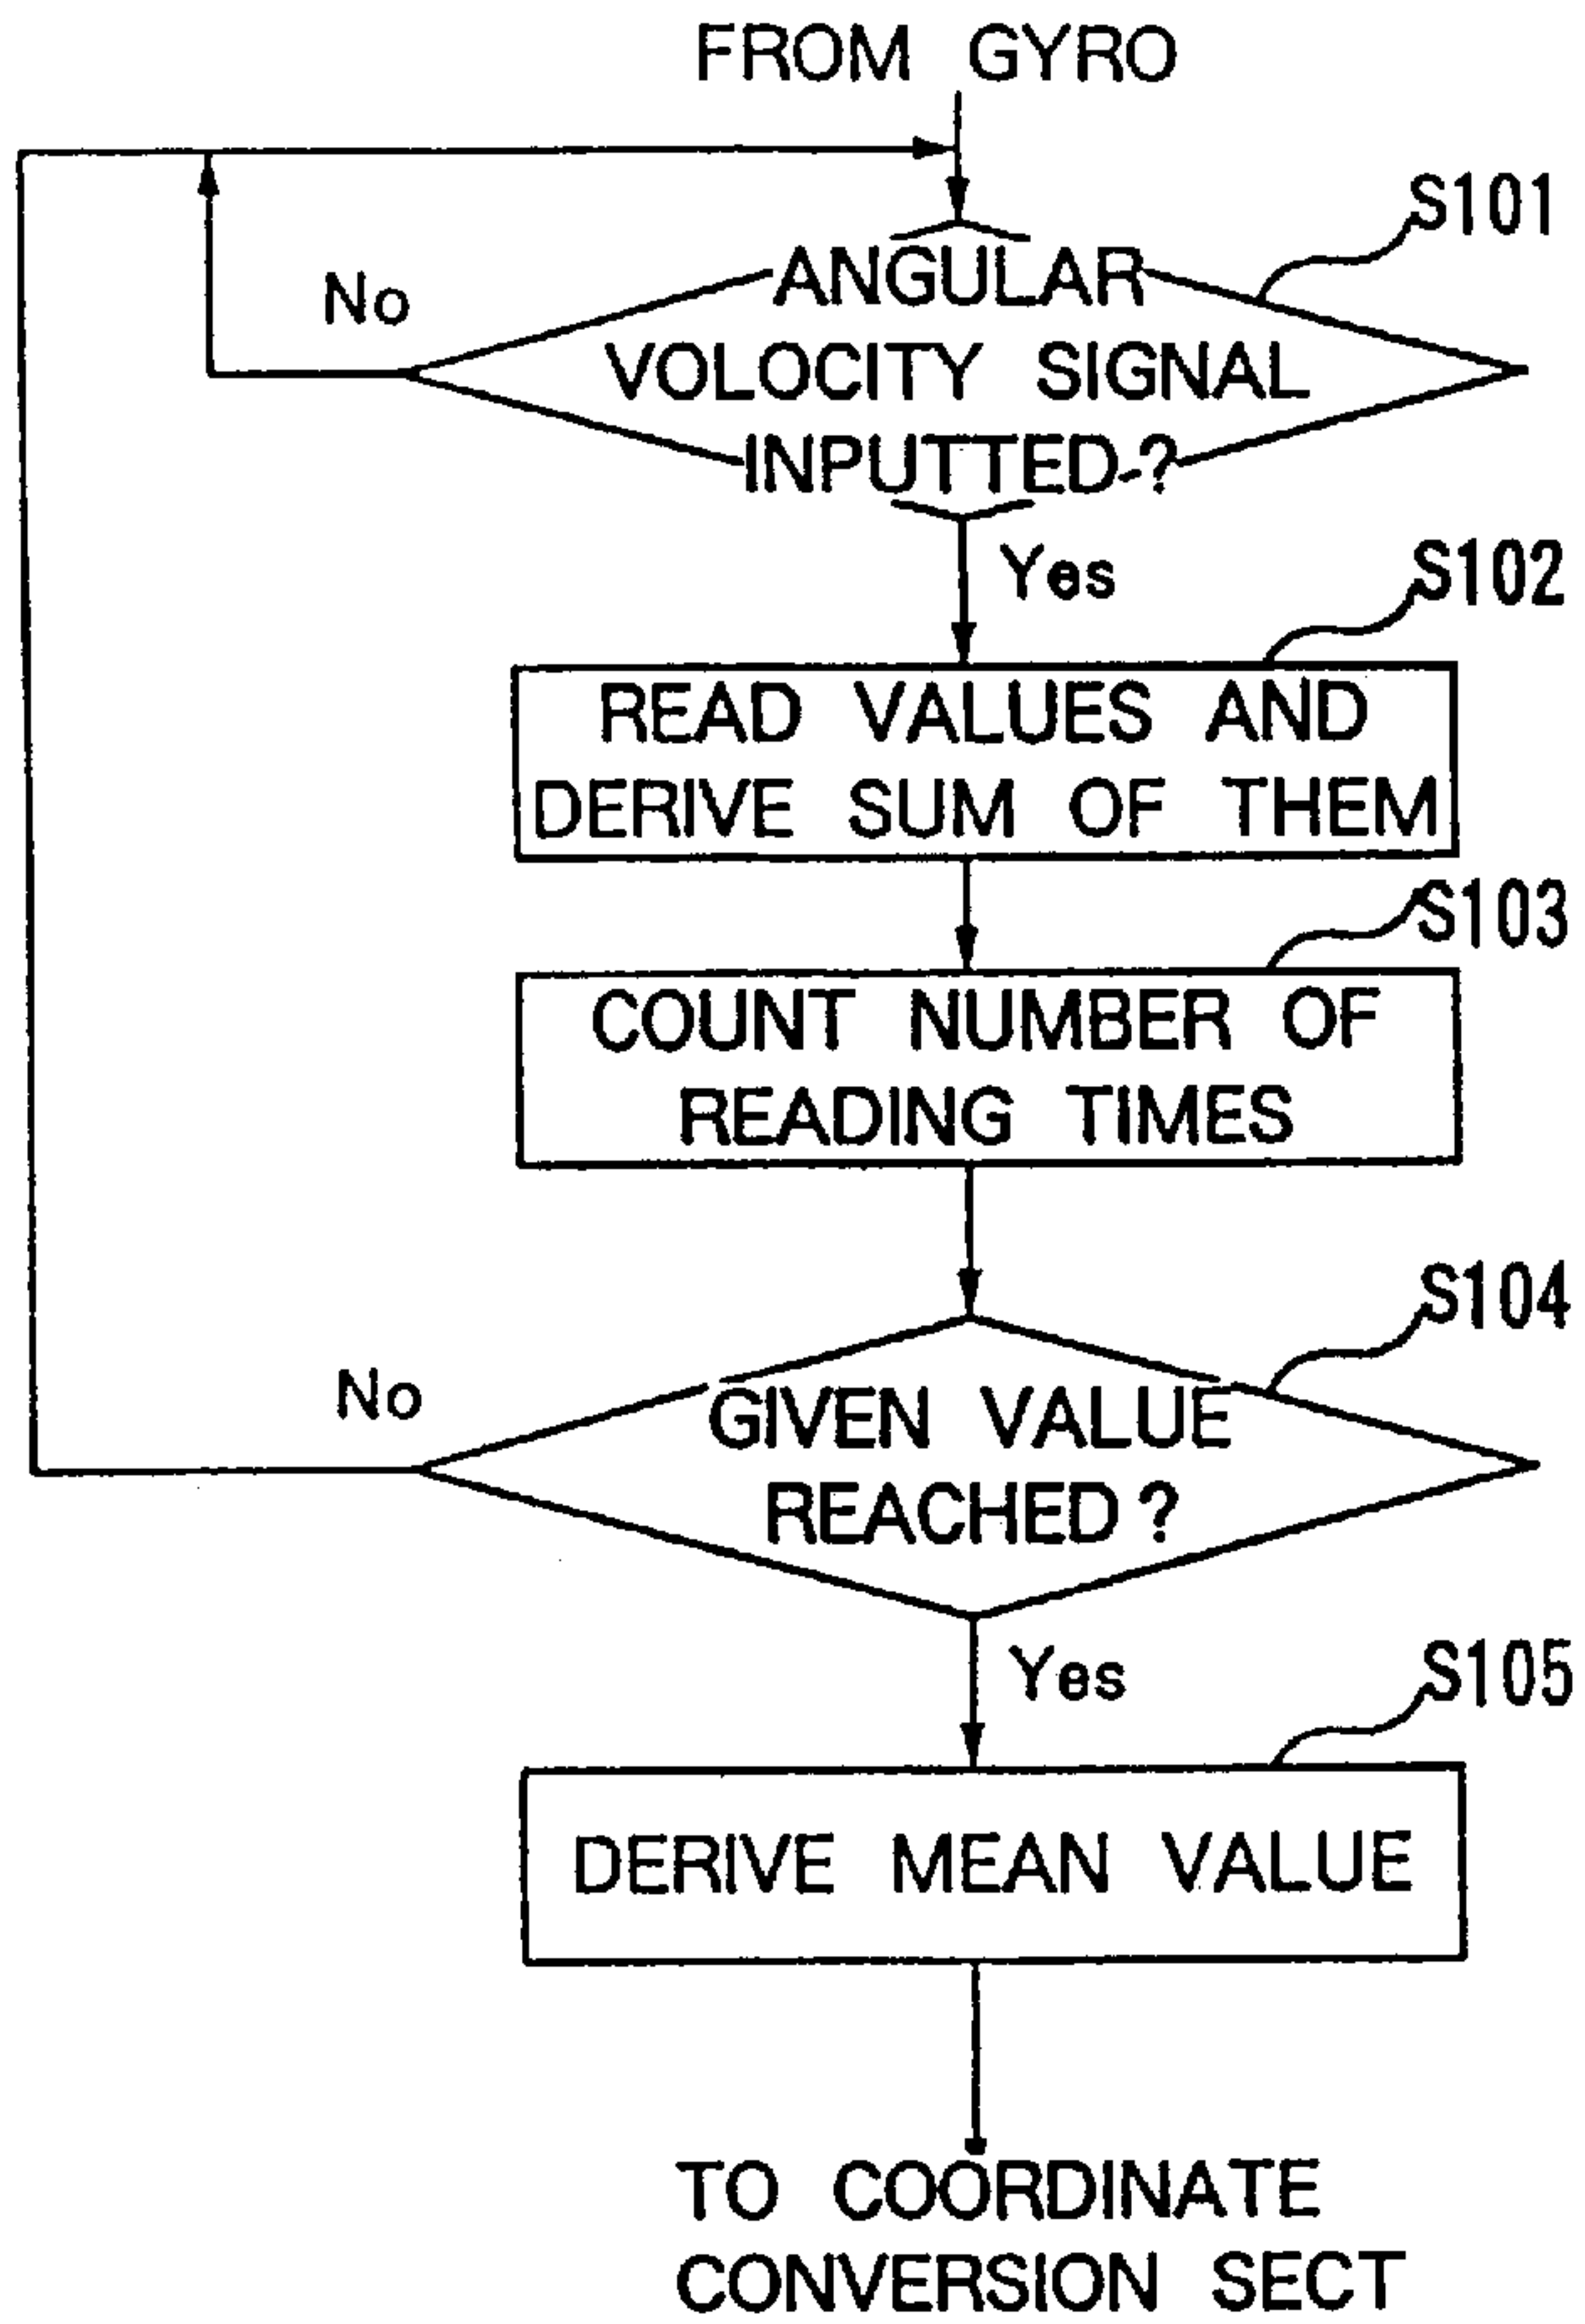 FROM GYRO
S101
No
ANGULAR
VOLOCITY SIGNAL
INPUTTED ?
Yes
S102
READ VALUES AND
DERIVE SUM OF THEM
S103
COUNT NUMBER OF
READING TIMES
S104
No
GIVEN VALUE
REACHED ?
Yes
S105
DERIVE MEAN VALUE
TO COORDINATE
CONVERSION SECT